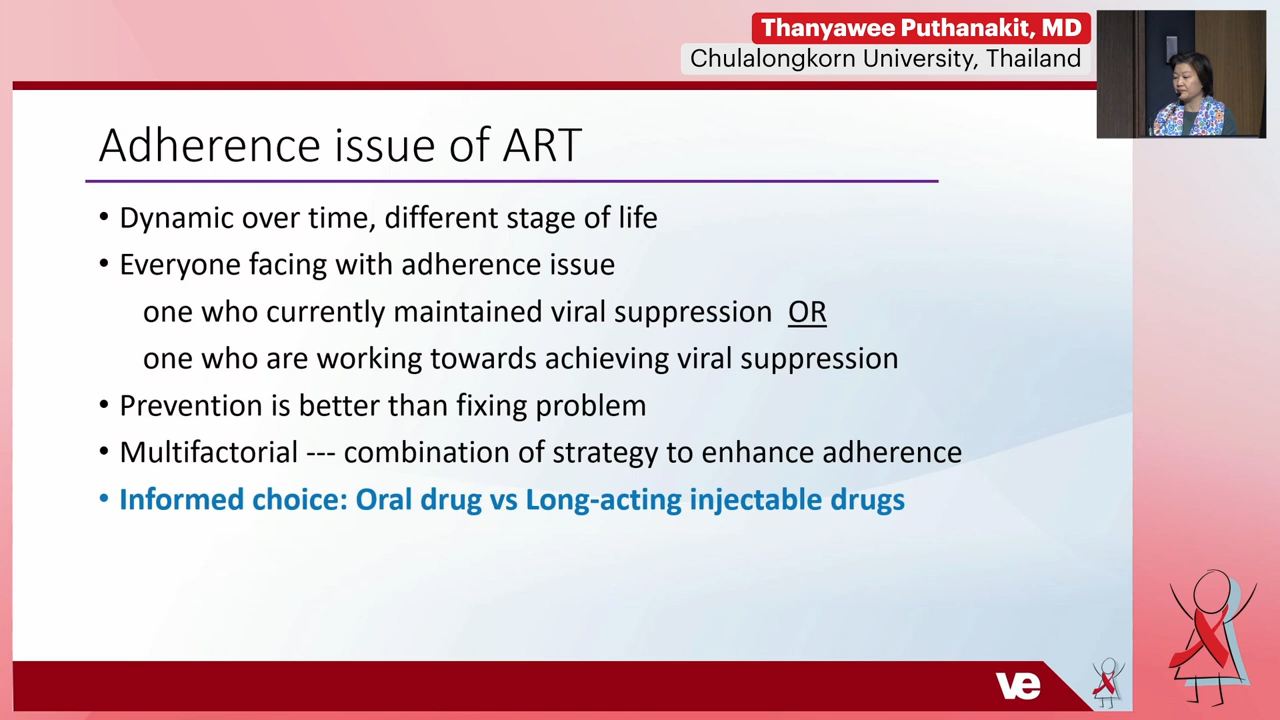 Thanyawee Puthanakit, MD
Chulalongkorn University, Thailand
Adherence issue of ART
• Dynamic over time, different stage of life
• Everyone facing with adherence issue
one who currently maintained viral suppression OR
one who are working towards achieving viral suppression
• Prevention is better than fixing problem
• Multifactorial --- combination of strategy to enhance adherence
• Informed choice: Oral drug vs Long-acting injectable drugs
ve